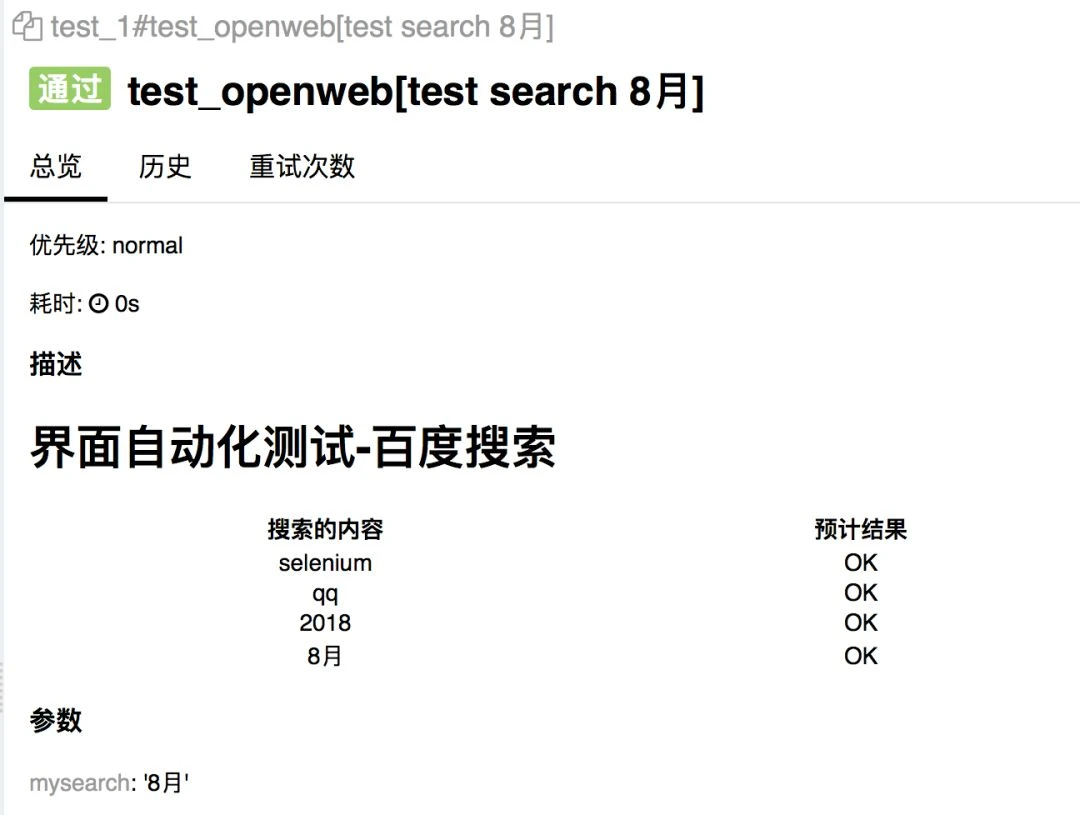 test_1#test_openweb[test search 8月]
通过 test_openweb[test search 8月]
总览 历史 重试次数
优先级: normal
耗时: 0s
描述
界面自动化测试-百度搜索
搜索的内容 预计结果
selenium OK
qq OK
2018 OK
8月 OK
参数
mysearch: '8月'